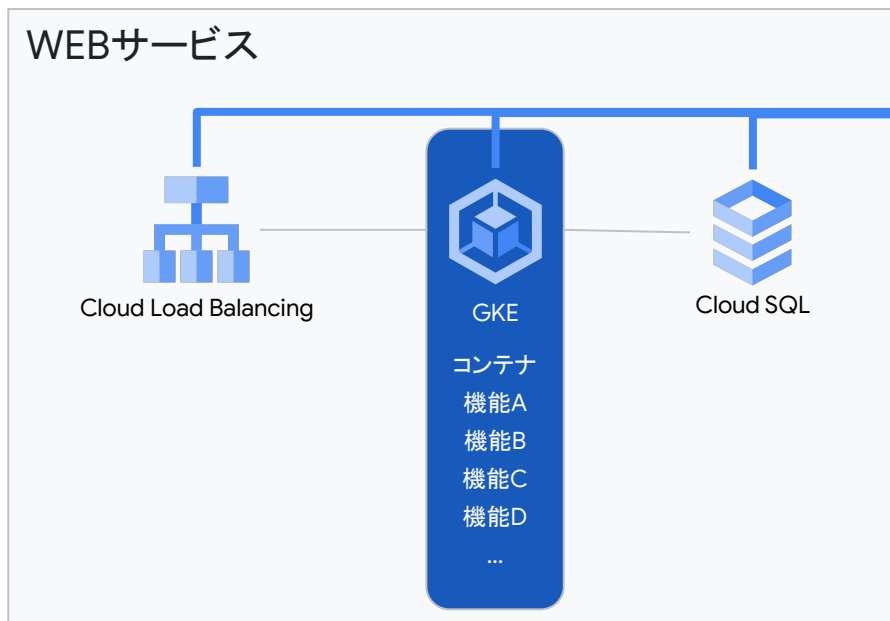 WEBサービス
Cloud Load Balancing
GKE
コンテナ
機能A
機能B
機能C
機能D
...
Cloud SQL